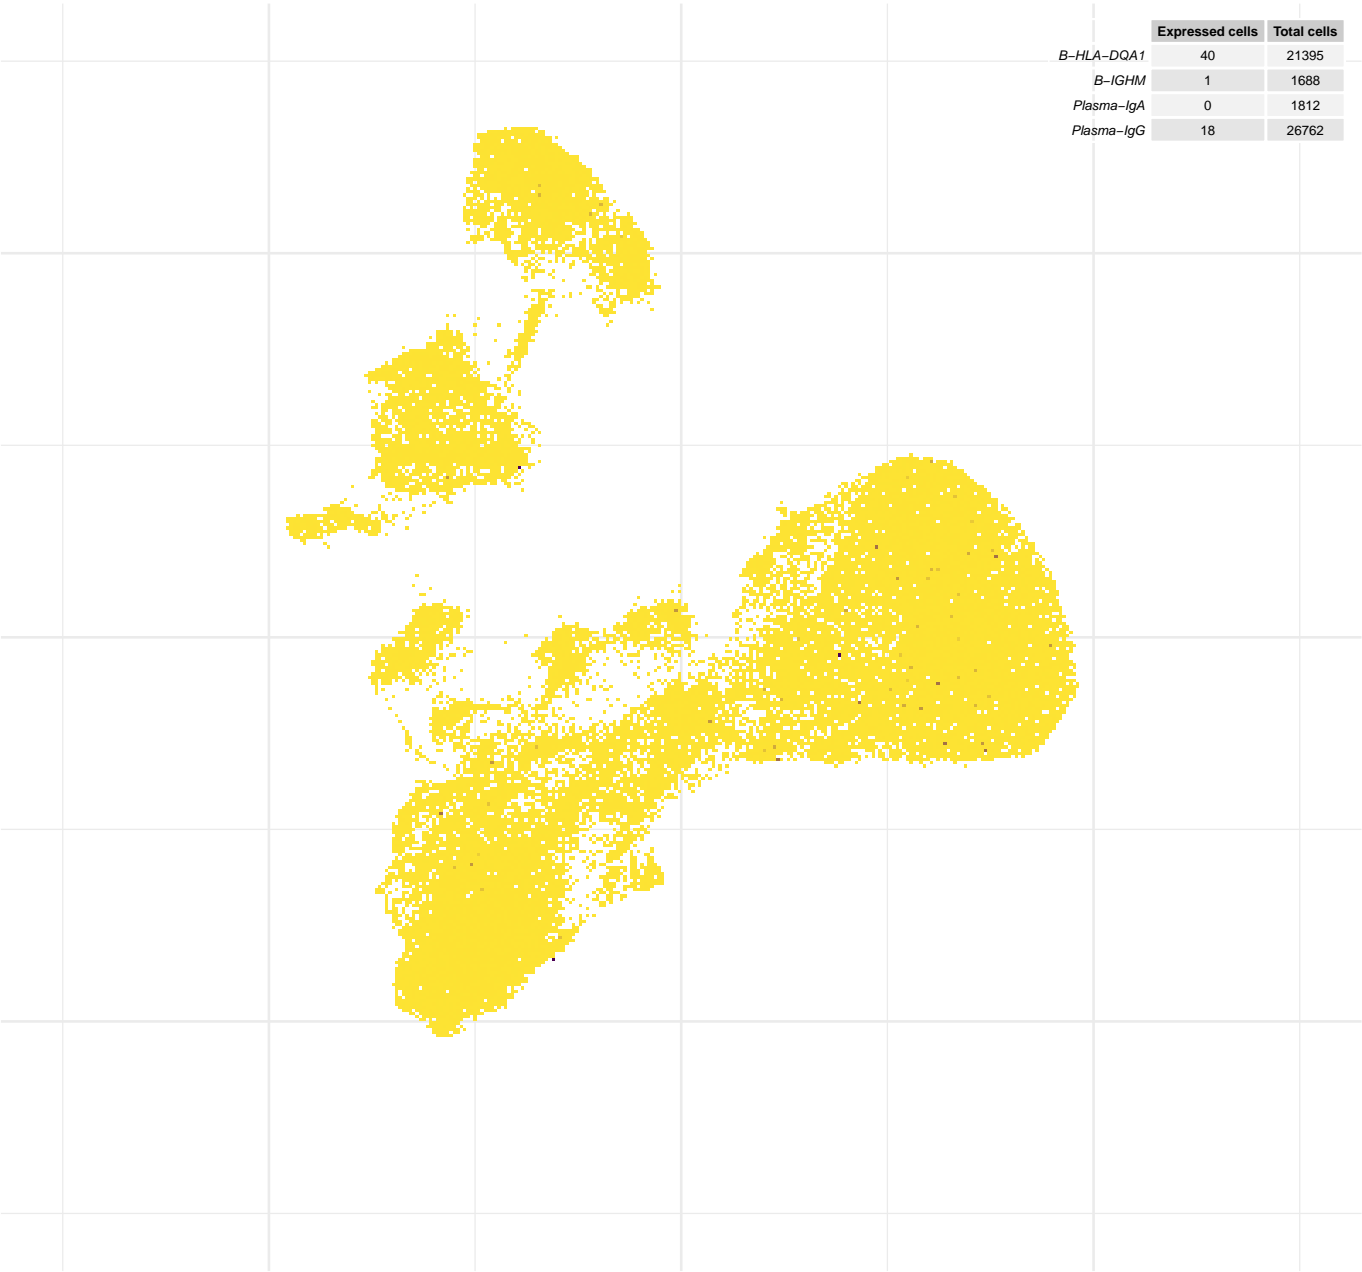 Expressed cells Total cells
B−HLA−DQA1 40 21395
B−IGHM 1 1688
Plasma−IgA 0 1812
Plasma−IgG 18 26762